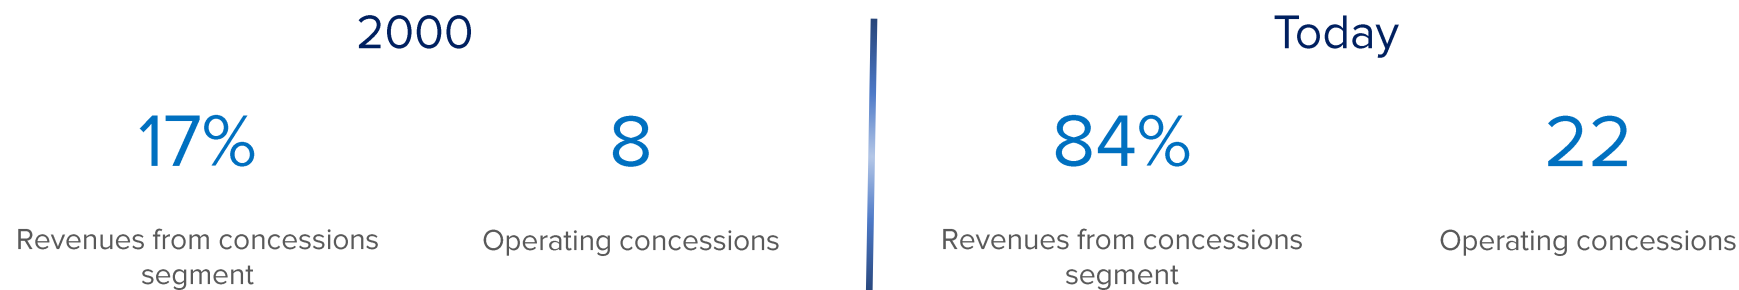 2000
17%
Revenues from concessions
segment
8
Operating concessions
Today
84%
Revenues from concessions
segment
22
Operating concessions